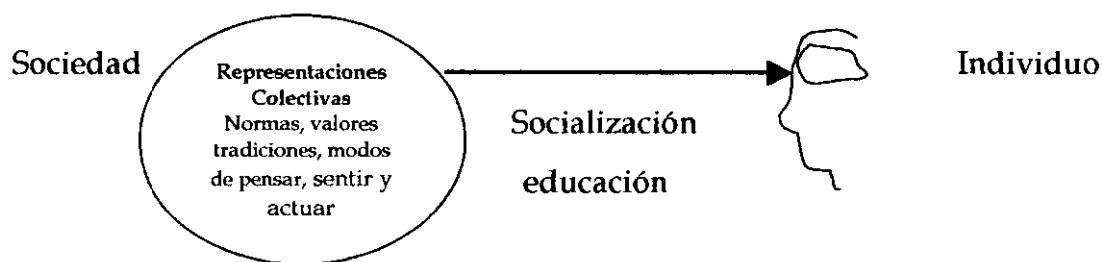 Sociedad
Representaciones
Colectivas
Normas, valores
tradiciones, modos
de pensar, sentir y
actuar
Socialización
educación
Individuo